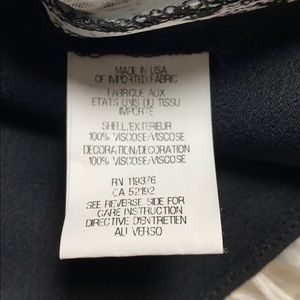 MADE IN USA
OF IMPORTED FABRIC
FABRIQUE AUX
ETATS UNIS DU TISSU
IMPORTE
SHELL/EXTERIEUR
100% VISCOSE/VISCOSE
DECORATION/DECORATION
100% VISCOSE/VISCOSE
RN 119376
CA 52192
SEE REVERSE SIDE FOR
CARE INSTRUCTION
DIRECTIVE D'ENTRETIEN
AU VERSO